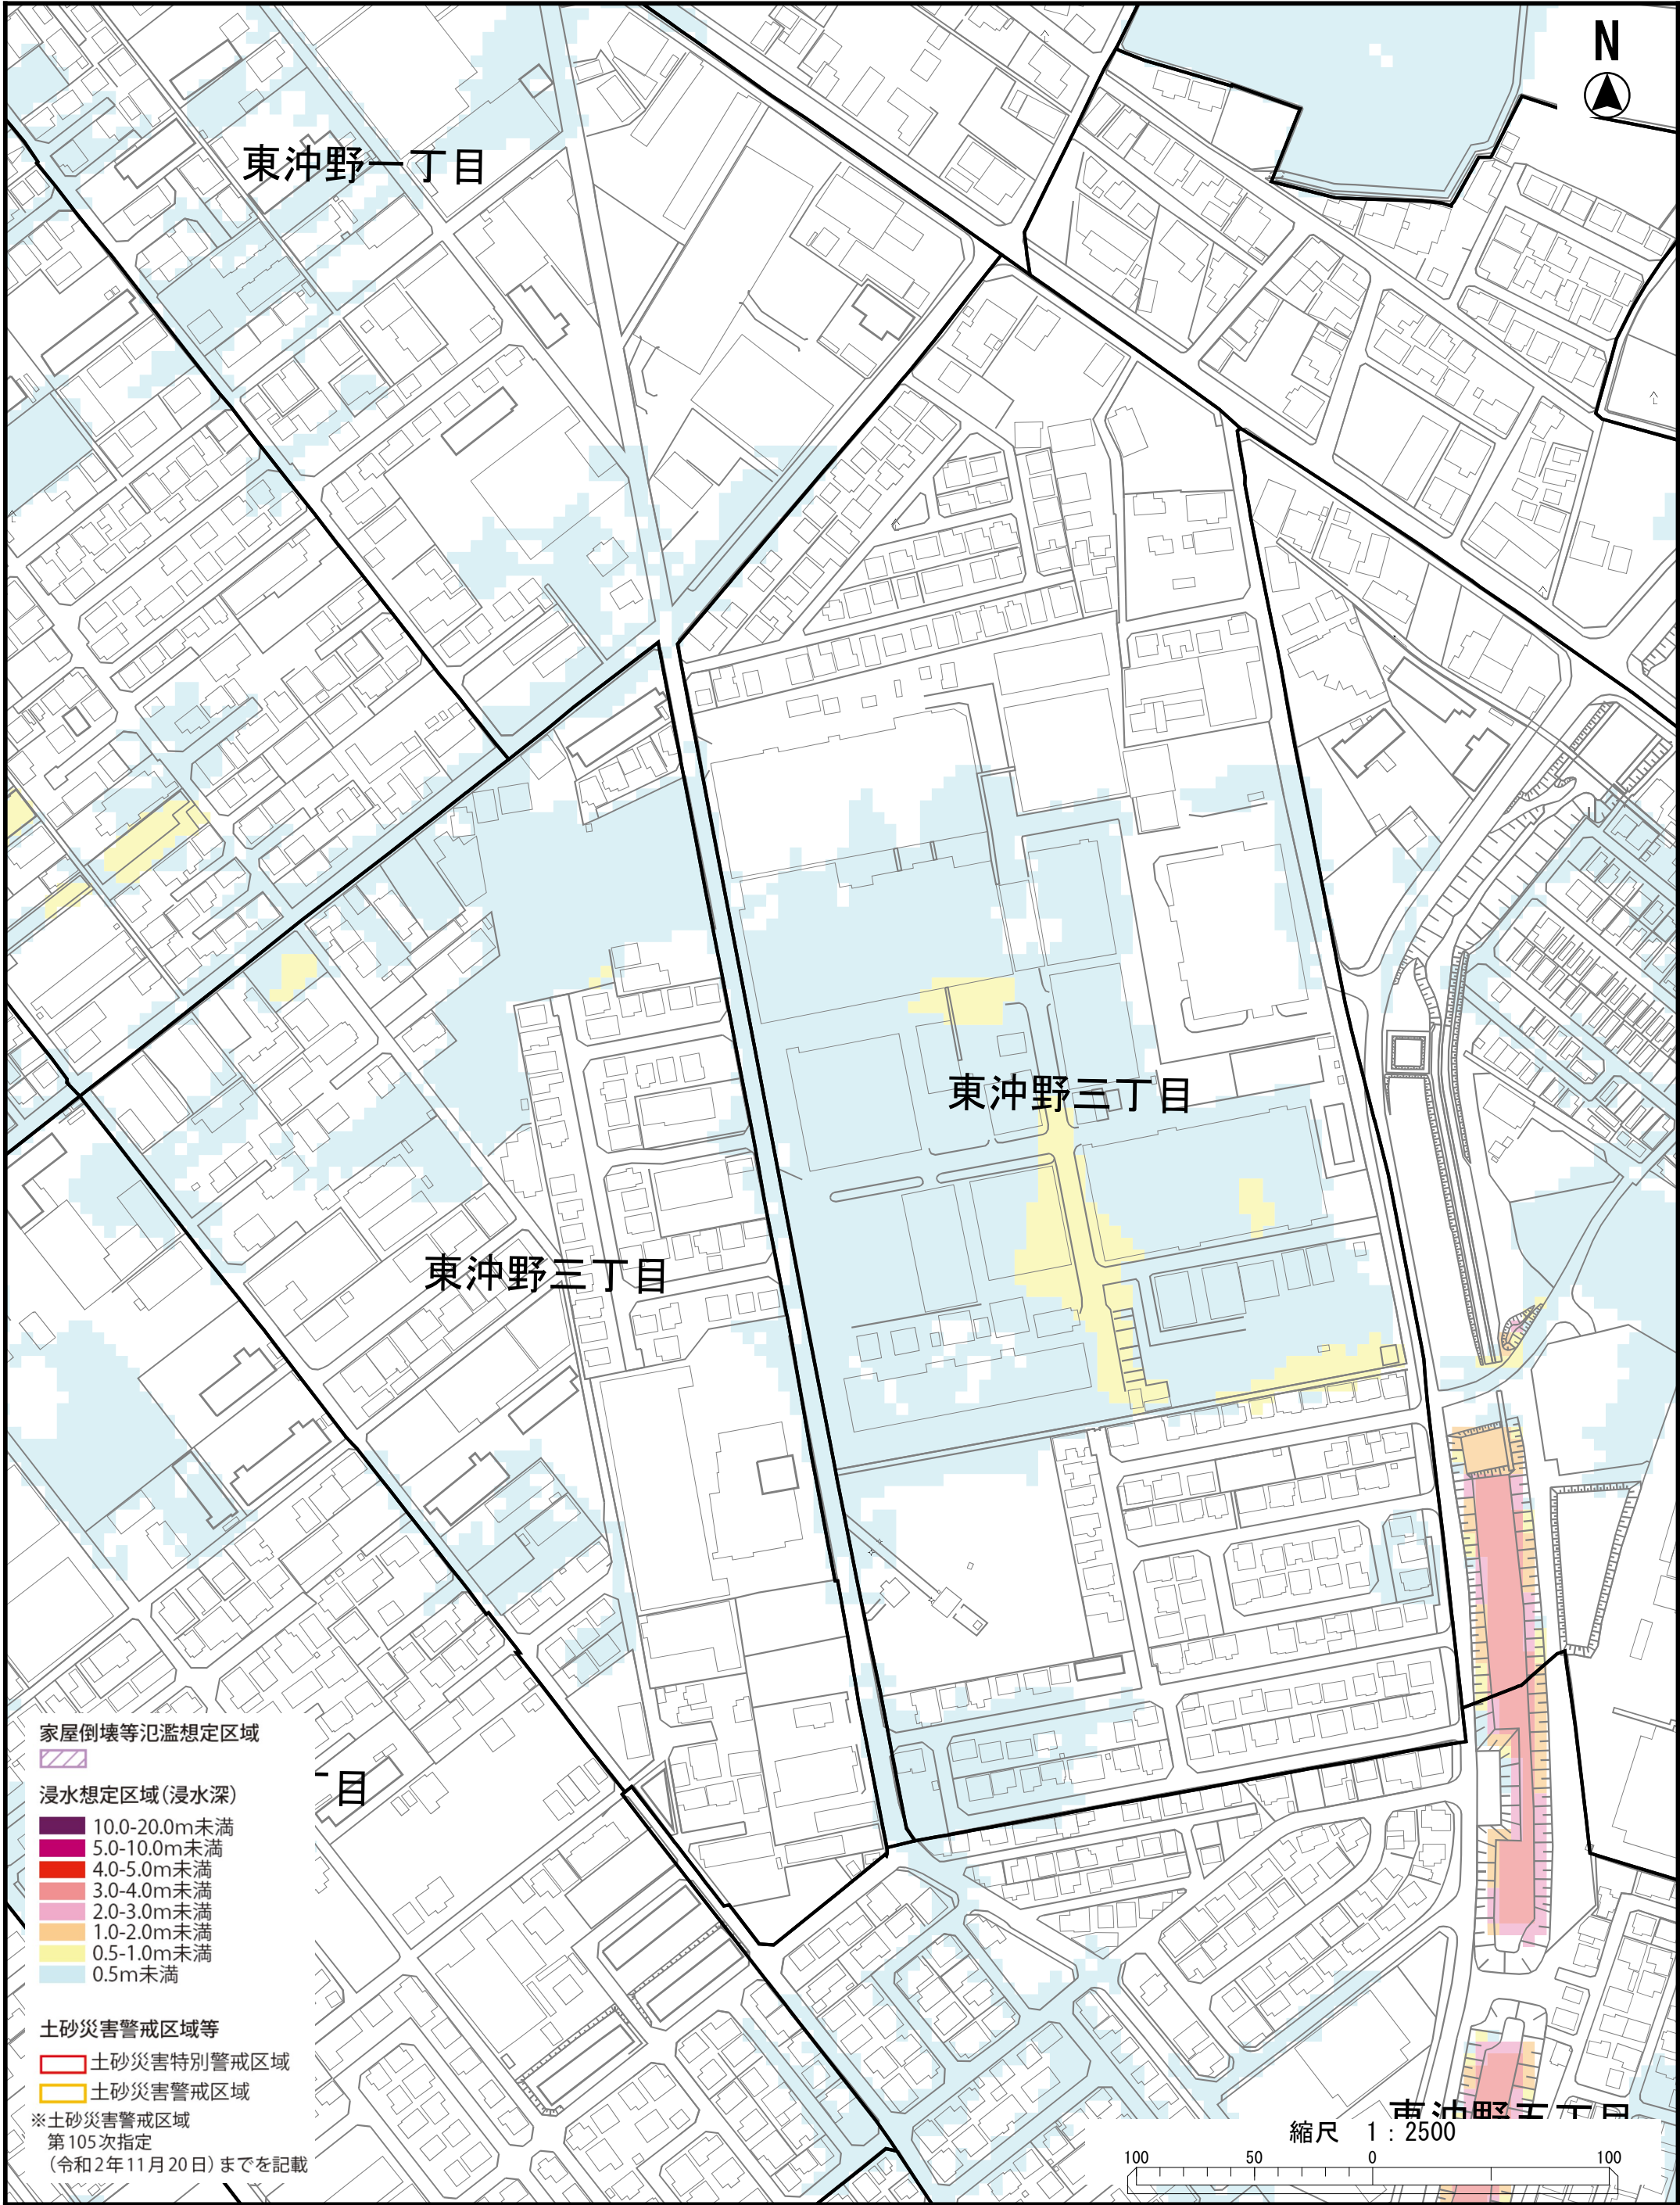 N
東沖野一丁目
東沖野三丁目
東沖野三丁目
丁目
家屋倒壊等氾濫想定区域
浸水想定区域(浸水深)
10.0-20.0m未満
5.0-10.0m未満
4.0-5.0m未満
3.0-4.0m未満
2.0-3.0m未満
1.0-2.0m未満
0.5-1.0m未満
0.5m未満
土砂災害警戒区域等
土砂災害特別警戒区域
土砂災害警戒区域
※土砂災害警戒区域
第105次指定
(令和2年11月20日)までを記載
東沖野五丁目
縮尺 1:2500
100 50 0 100